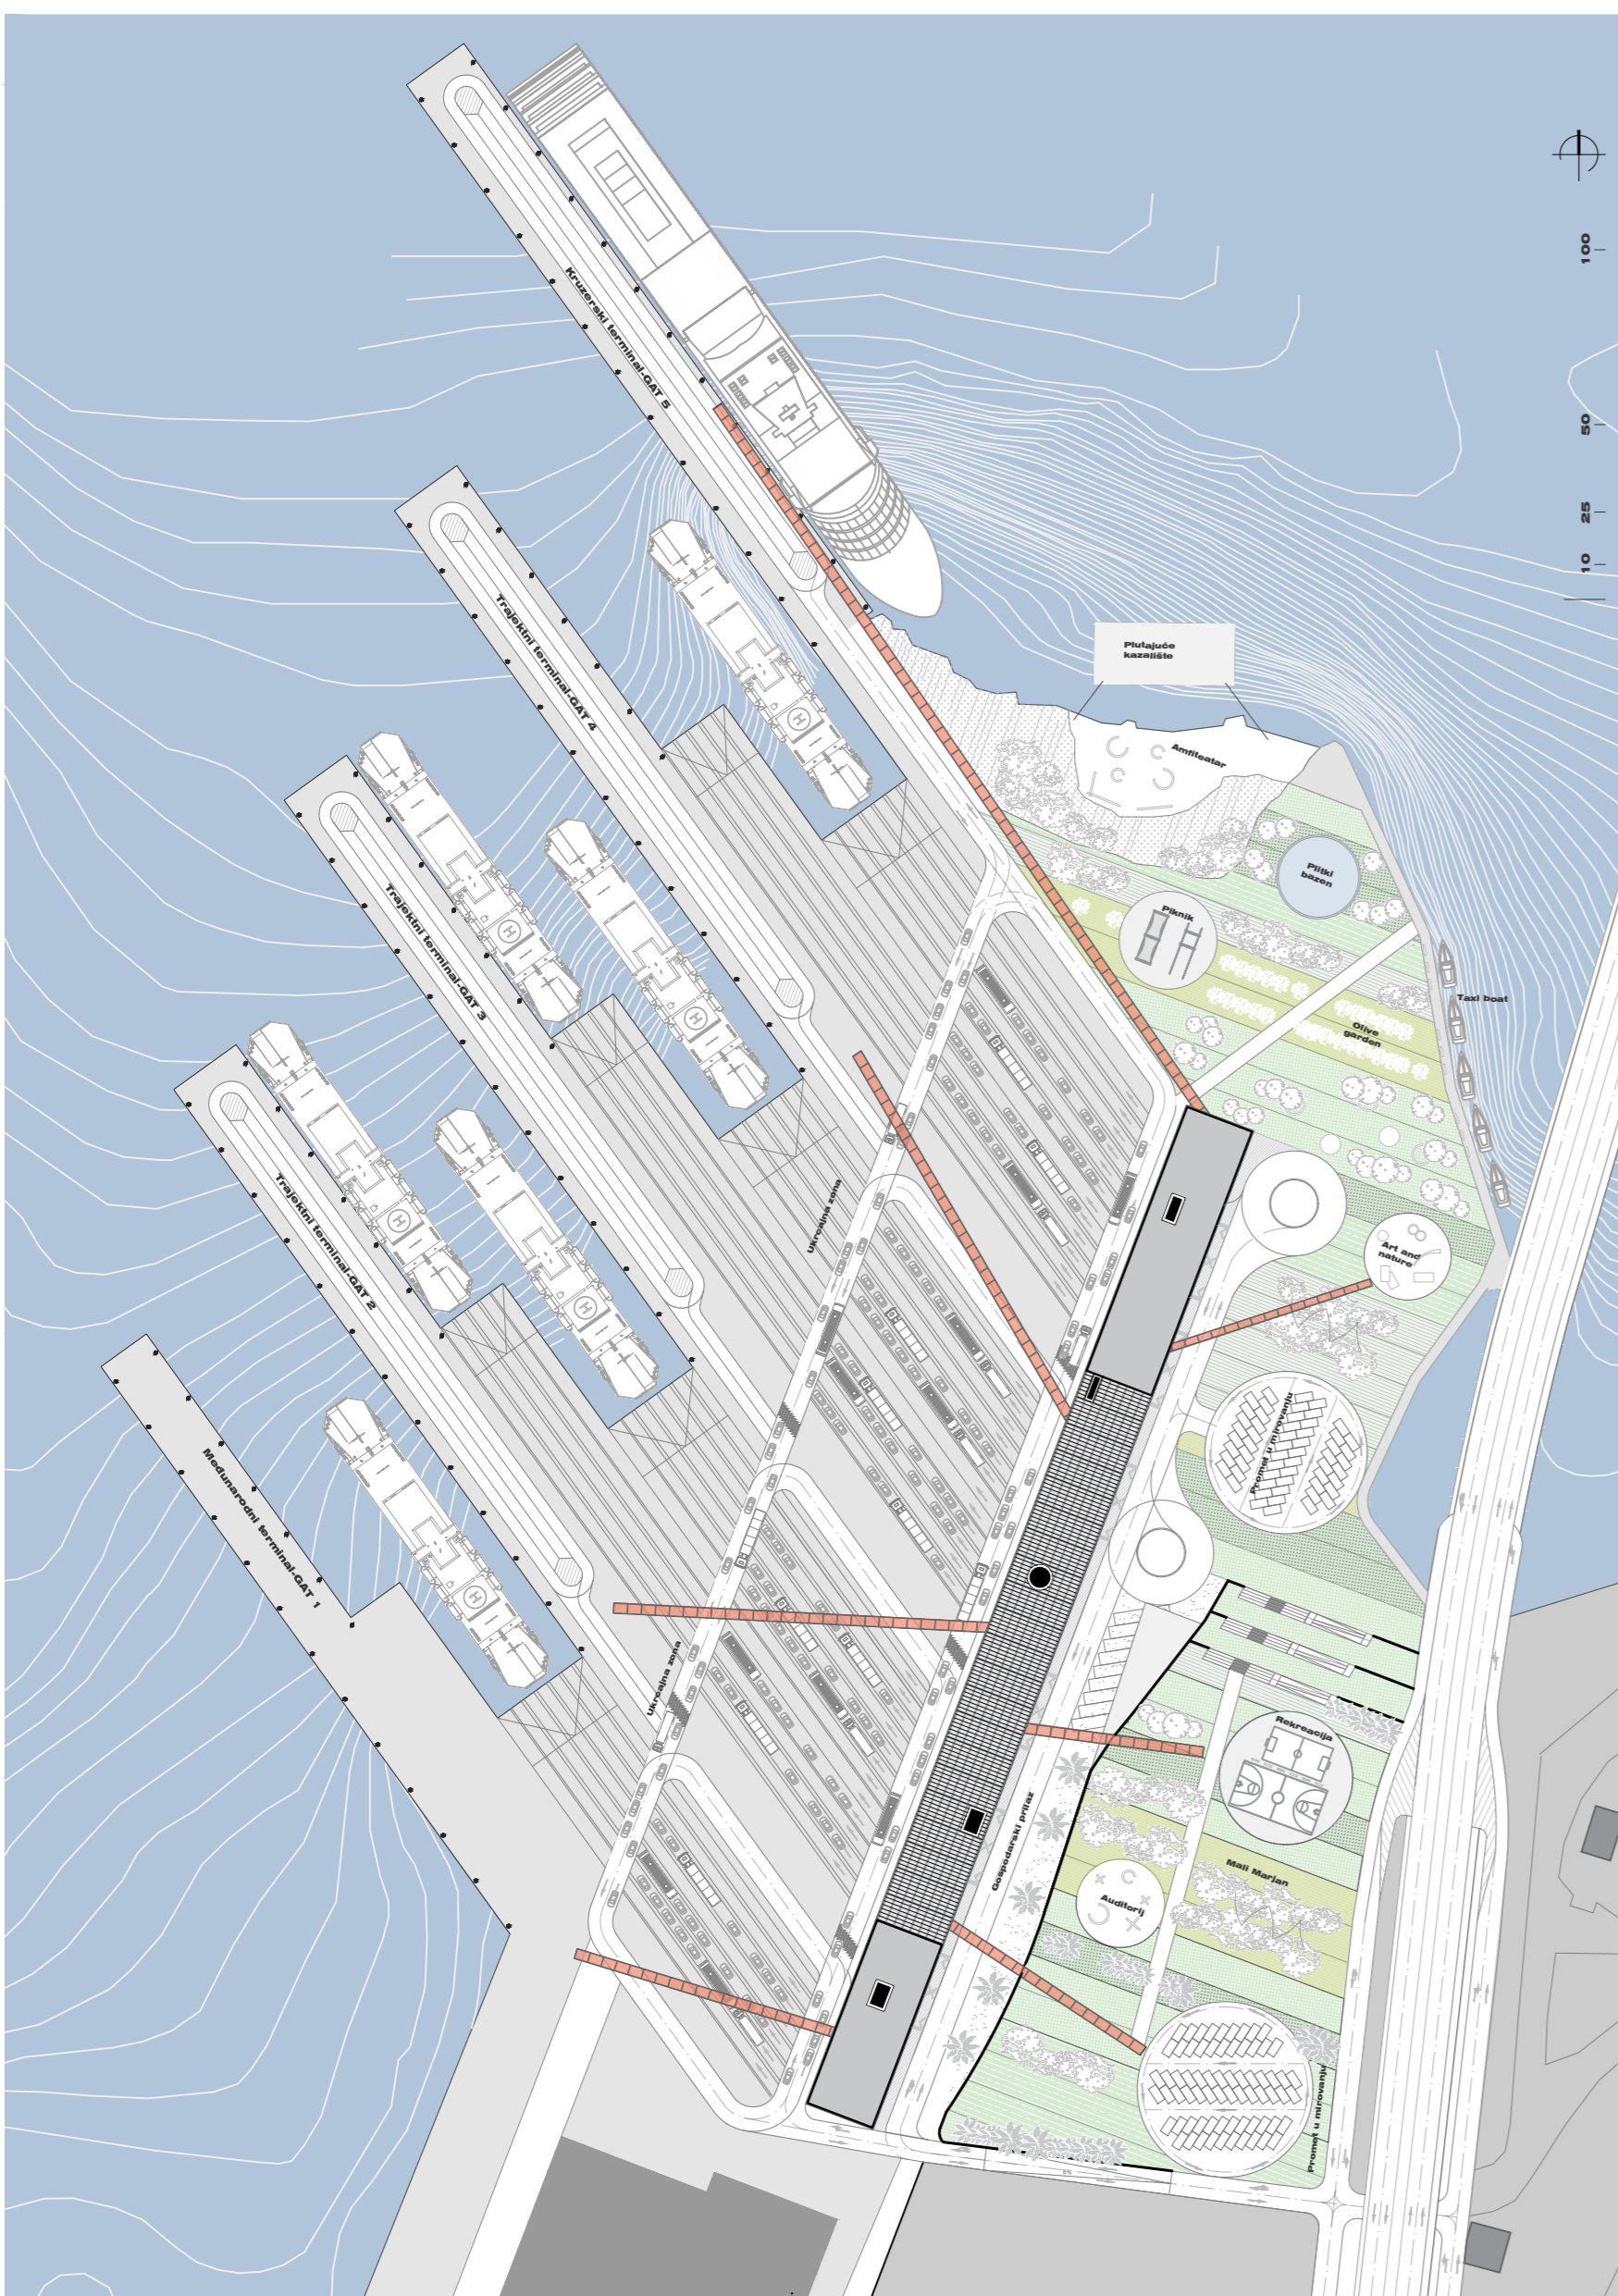 100
50
25
10
Kruzerski terminal-GAT 5
Trajektni terminal-GAT 4
Plutajuće
kazalište
Amfiteatar
Trajektni terminal-GAT 3
Plitki
bazen
Piknik
Taxi boat
Olive
garden
Trajektni terminal-GAT 2
Ukrcajna zona
Art and
nature
Promet u mirovanju
Međunarodni terminal-GAT 1
Ukrcajna zona
Rekreacija
Gospodarski prilaz
Mali Marjan
Auditorij
Promet u mirovanju